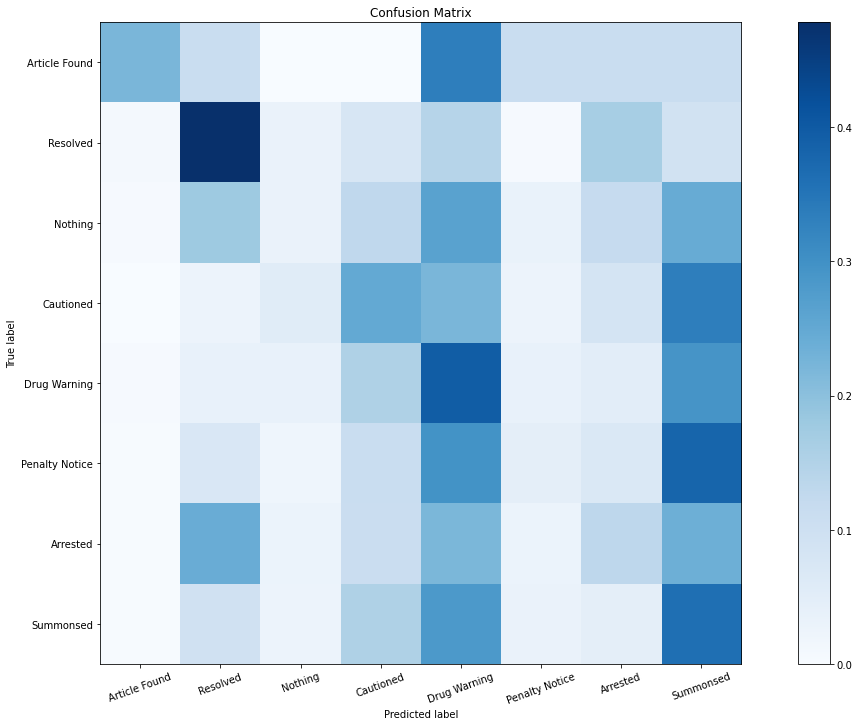 Confusion Matrix
True label
Article Found
Resolved
Nothing
Cautioned
Drug Warning
Penalty Notice
Arrested
Summonsed
Article Found
Resolved
Nothing
Cautioned
Drug Warning
Penalty Notice
Arrested
Summonsed
Predicted label
0.4
0.3
0.2
0.1
0.0